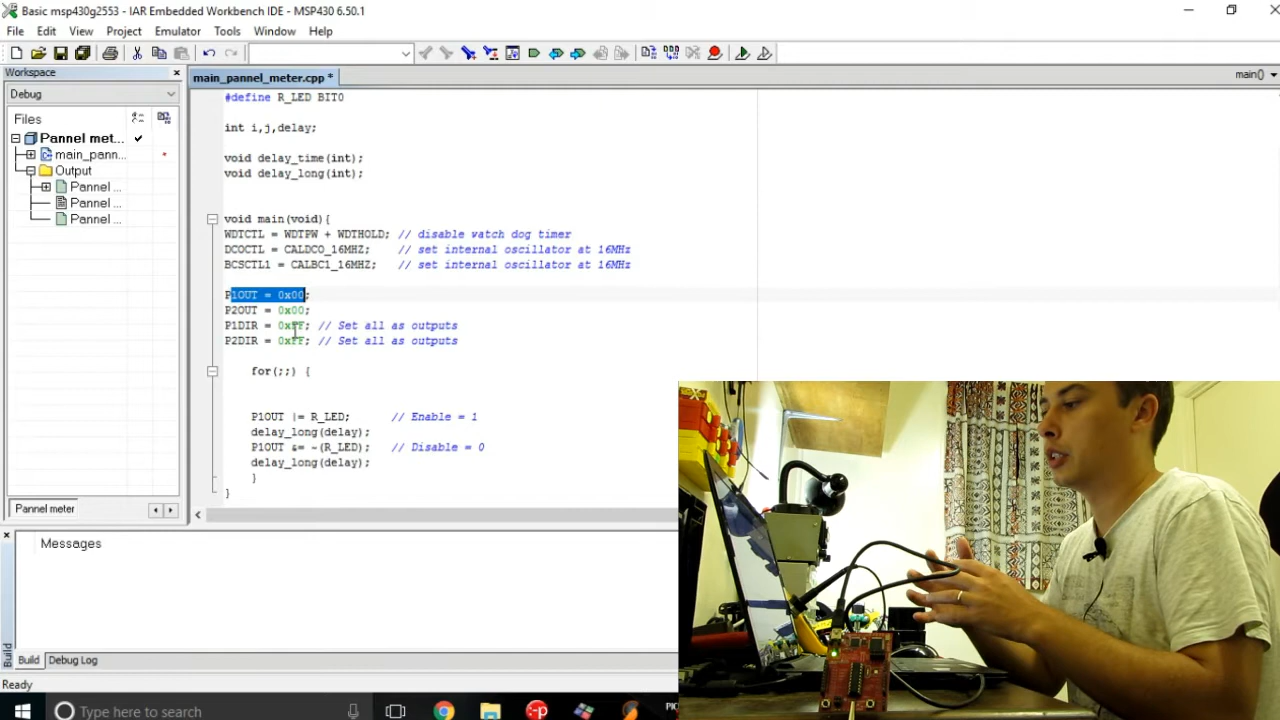 Basic msp430g2553 - IAR Embedded Workbench IDE - MSP430 6.50.1
File Edit View Project Emulator Tools Window Help
Workspace
main_pannel_meter.cpp *
main()
Debug
Files
Pannel met...
main_pann...
Output
Pannel ...
Pannel ...
Pannel ...
Pannel meter
#define R_LED BIT0
int i,j,delay;
void delay_time(int);
void delay_long(int);
void main(void){
WDTCTL = WDTPW + WDTHOLD; // disable watch dog timer
DCOCTL = CALDCO_16MHZ; // set internal oscillator at 16MHz
BCSCTL1 = CALBC1_16MHZ; // set internal oscillator at 16MHz
P1OUT = 0x00;
P2OUT = 0x00;
P1DIR = 0xFF; // Set all as outputs
P2DIR = 0xFF; // Set all as outputs
for(;;) {
P1OUT |= R_LED; // Enable = 1
delay_long(delay);
P1OUT &= ~(R_LED); // Disable = 0
delay_long(delay);
}
}
Messages
Build
Build Debug Log
Ready
Type here to search